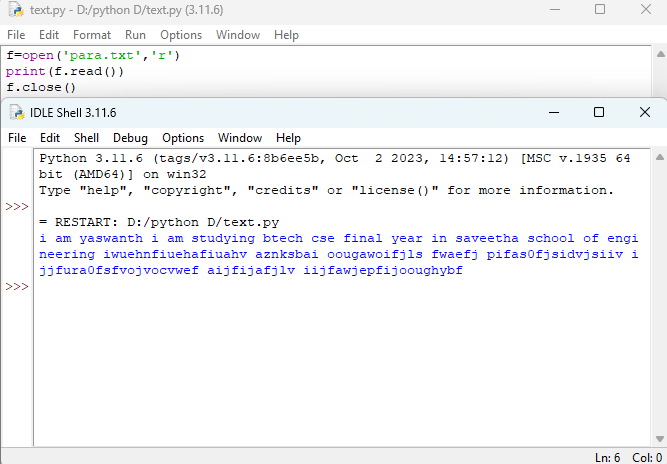 text.py - D:/python D/text.py (3.11.6)
File Edit Format Run Options Window Help
f=open('para.txt','r')
print(f.read())
f.close()
IDLE Shell 3.11.6
File Edit Shell Debug Options Window Help
Python 3.11.6 (tags/v3.11.6:8b6ee5b, Oct  2 2023, 14:57:12) [MSC v.1935 64
bit (AMD64)] on win32
Type "help", "copyright", "credits" or "license()" for more information.
>>>
= RESTART: D:/python D/text.py
i am yaswanth i am studying btech cse final year in saveetha school of engi
neering iwuehnfiuehafiuahv aznksbai oougawoifjls fwaefj pifas0fjsidvjsiiv i
jjfura0fsfvojvocvwef aijfijafjlv iijfawjepfijooughybf
>>>
Ln: 6 Col: 0